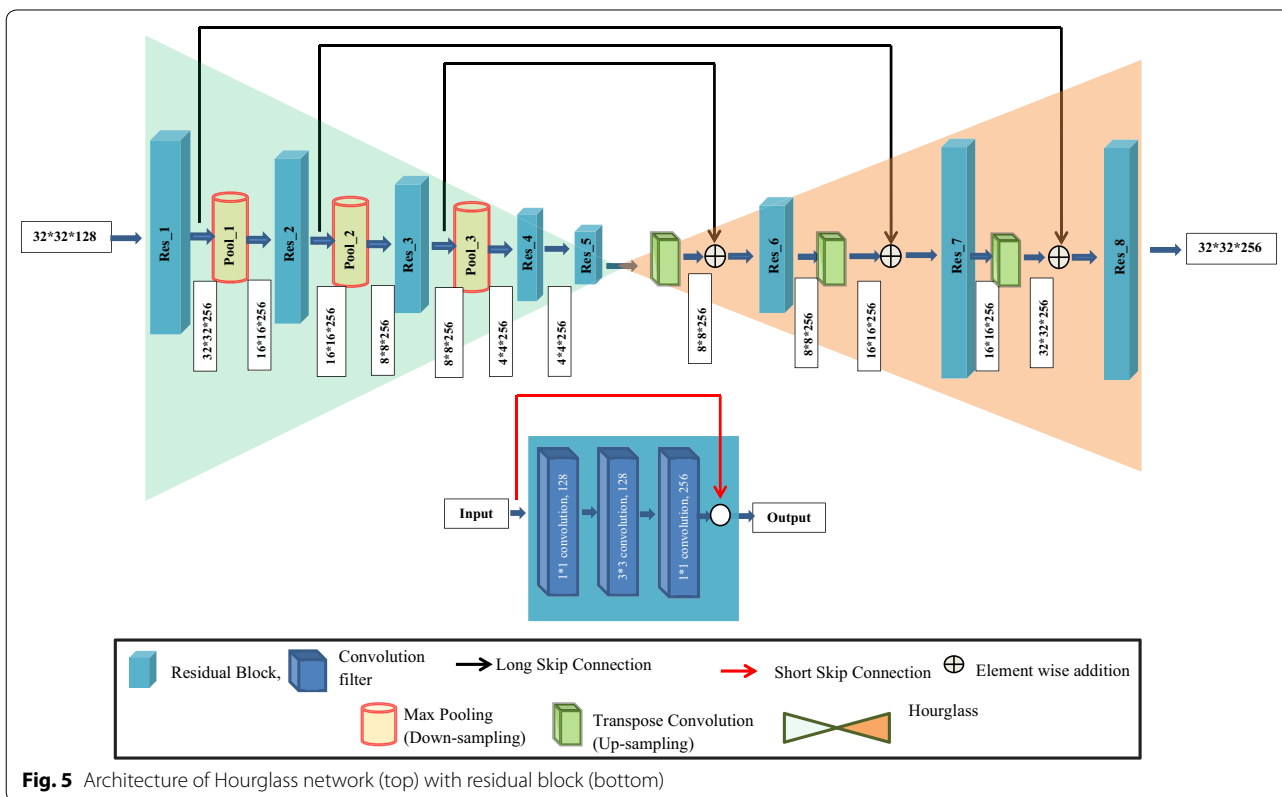 32*32*128
Res_1
Pool_1
Res_2
Pool_2
Res_3
Pool_3
Res_4
Res_5
Res_6
Res_7
Res_8
32*32*256
32*32*256
16*16*256
16*16*256
8*8*256
8*8*256
4*4*256
4*4*256
8*8*256
8*8*256
16*16*256
16*16*256
32*32*256
Input
1*1 convolution, 128
3*3 convolution, 128
1*1 convolution, 256
Output
Residual Block,
Convolution
filter
Long Skip Connection
Short Skip Connection
Element wise addition
Max Pooling
(Down-sampling)
Transpose Convolution
(Up-sampling)
Hourglass
Fig. 5 Architecture of Hourglass network (top) with residual block (bottom)